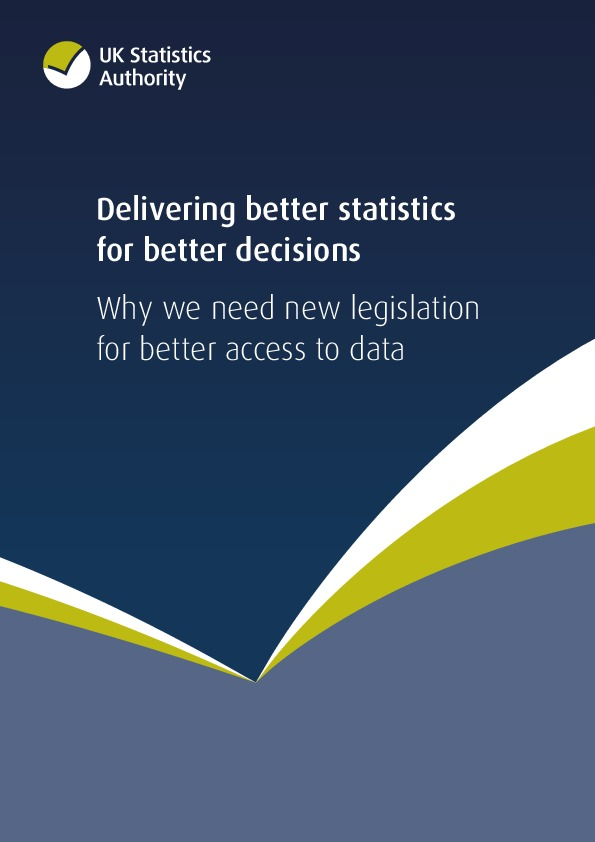 UK Statistics
Authority
Delivering better statistics
for better decisions
Why we need new legislation
for better access to data